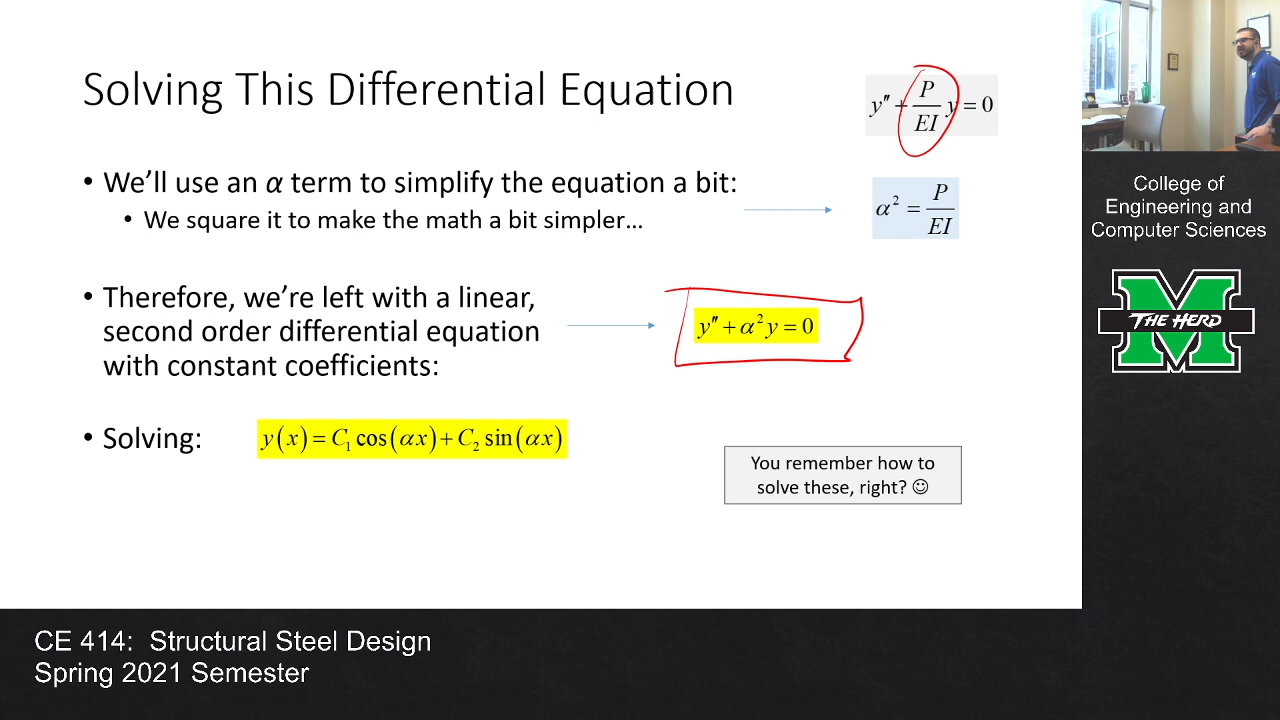 Solving This Differential Equation
y″ + P/EI y = 0
• We’ll use an α term to simplify the equation a bit:
• We square it to make the math a bit simpler…
α² = P/EI
• Therefore, we’re left with a linear,
second order differential equation
with constant coefficients:
y″ + α²y = 0
• Solving:
y(x) = C₁ cos(αx) + C₂ sin(αx)
You remember how to
solve these, right? ☺
College of
Engineering and
Computer Sciences
THE HERD
CE 414: Structural Steel Design
Spring 2021 Semester